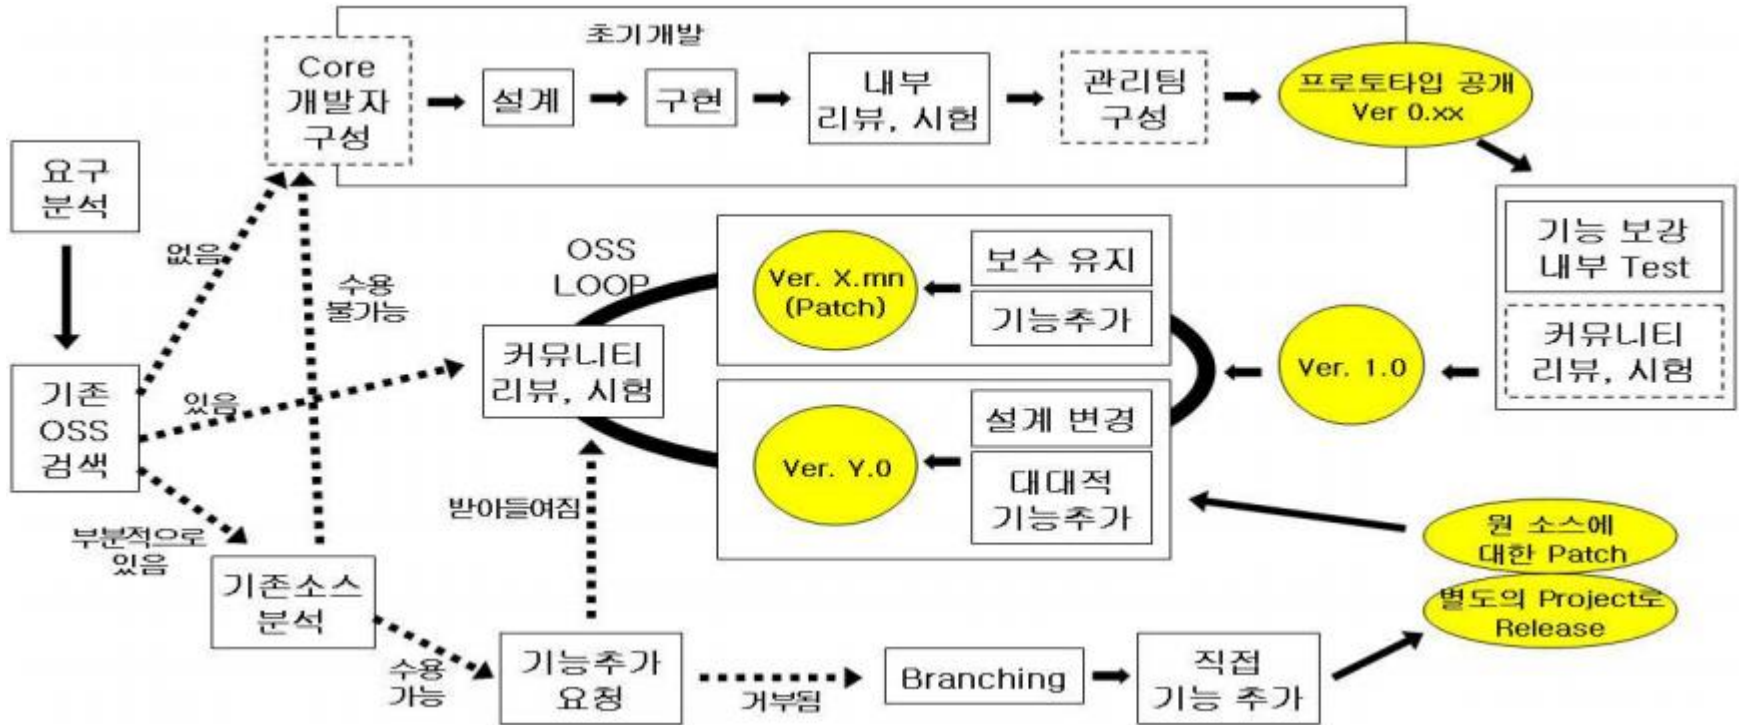 초기개발
Core
개발자
구성
설계
구현
내부
리뷰, 시험
관리팀
구성
프로토타입 공개
Ver 0.xx
요구
분석
없음
수용
불가능
OSS
LOOP
Ver. X.mn
(Patch)
보수 유지
기능추가
기능 보강
내부 Test
커뮤니티
리뷰, 시험
기존
OSS
검색
있음
커뮤니티
리뷰, 시험
Ver. 1.0
Ver. Y.0
설계 변경
대대적
기능추가
부분적으로
있음
받아들여짐
원 소스에
대한 Patch
별도의 Project로
Release
기존소스
분석
수용
가능
기능추가
요청
거부됨
Branching
직접
기능 추가